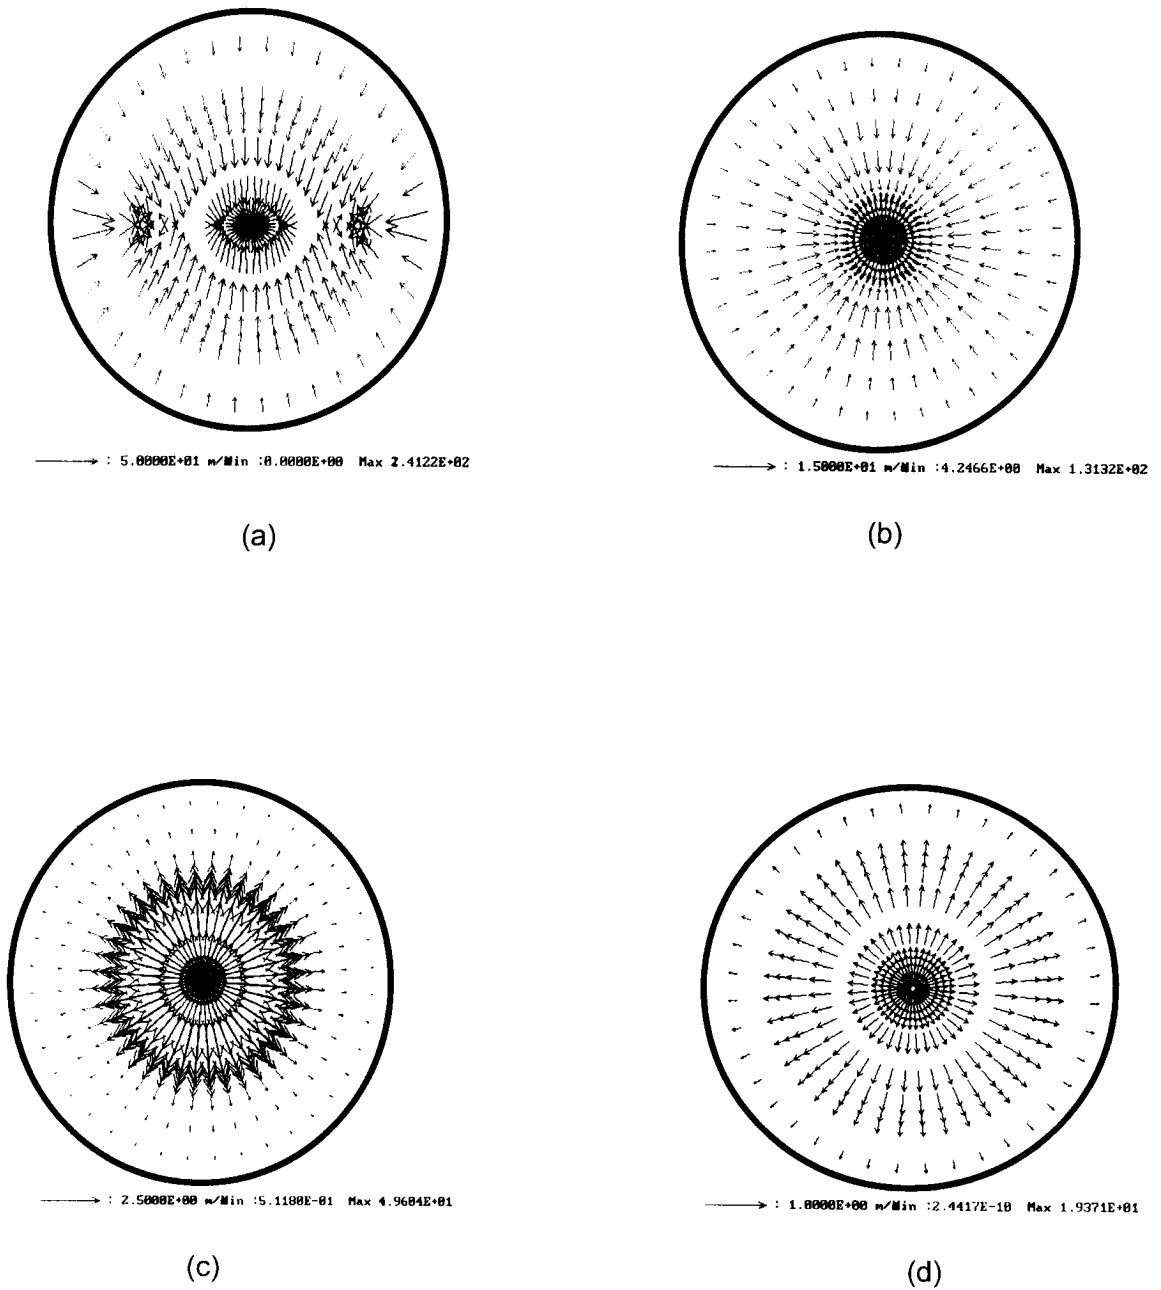 : 5.0000E+01 m/Min :0.0000E+00 Max 2.4122E+02
: 1.5000E+01 m/Min :4.2466E+00 Max 1.3132E+02
(a)
(b)
: 2.5000E+00 m/Min :5.1180E-01 Max 4.9604E+01
: 1.0000E+00 m/Min :2.4417E-10 Max 1.9371E+01
(c)
(d)